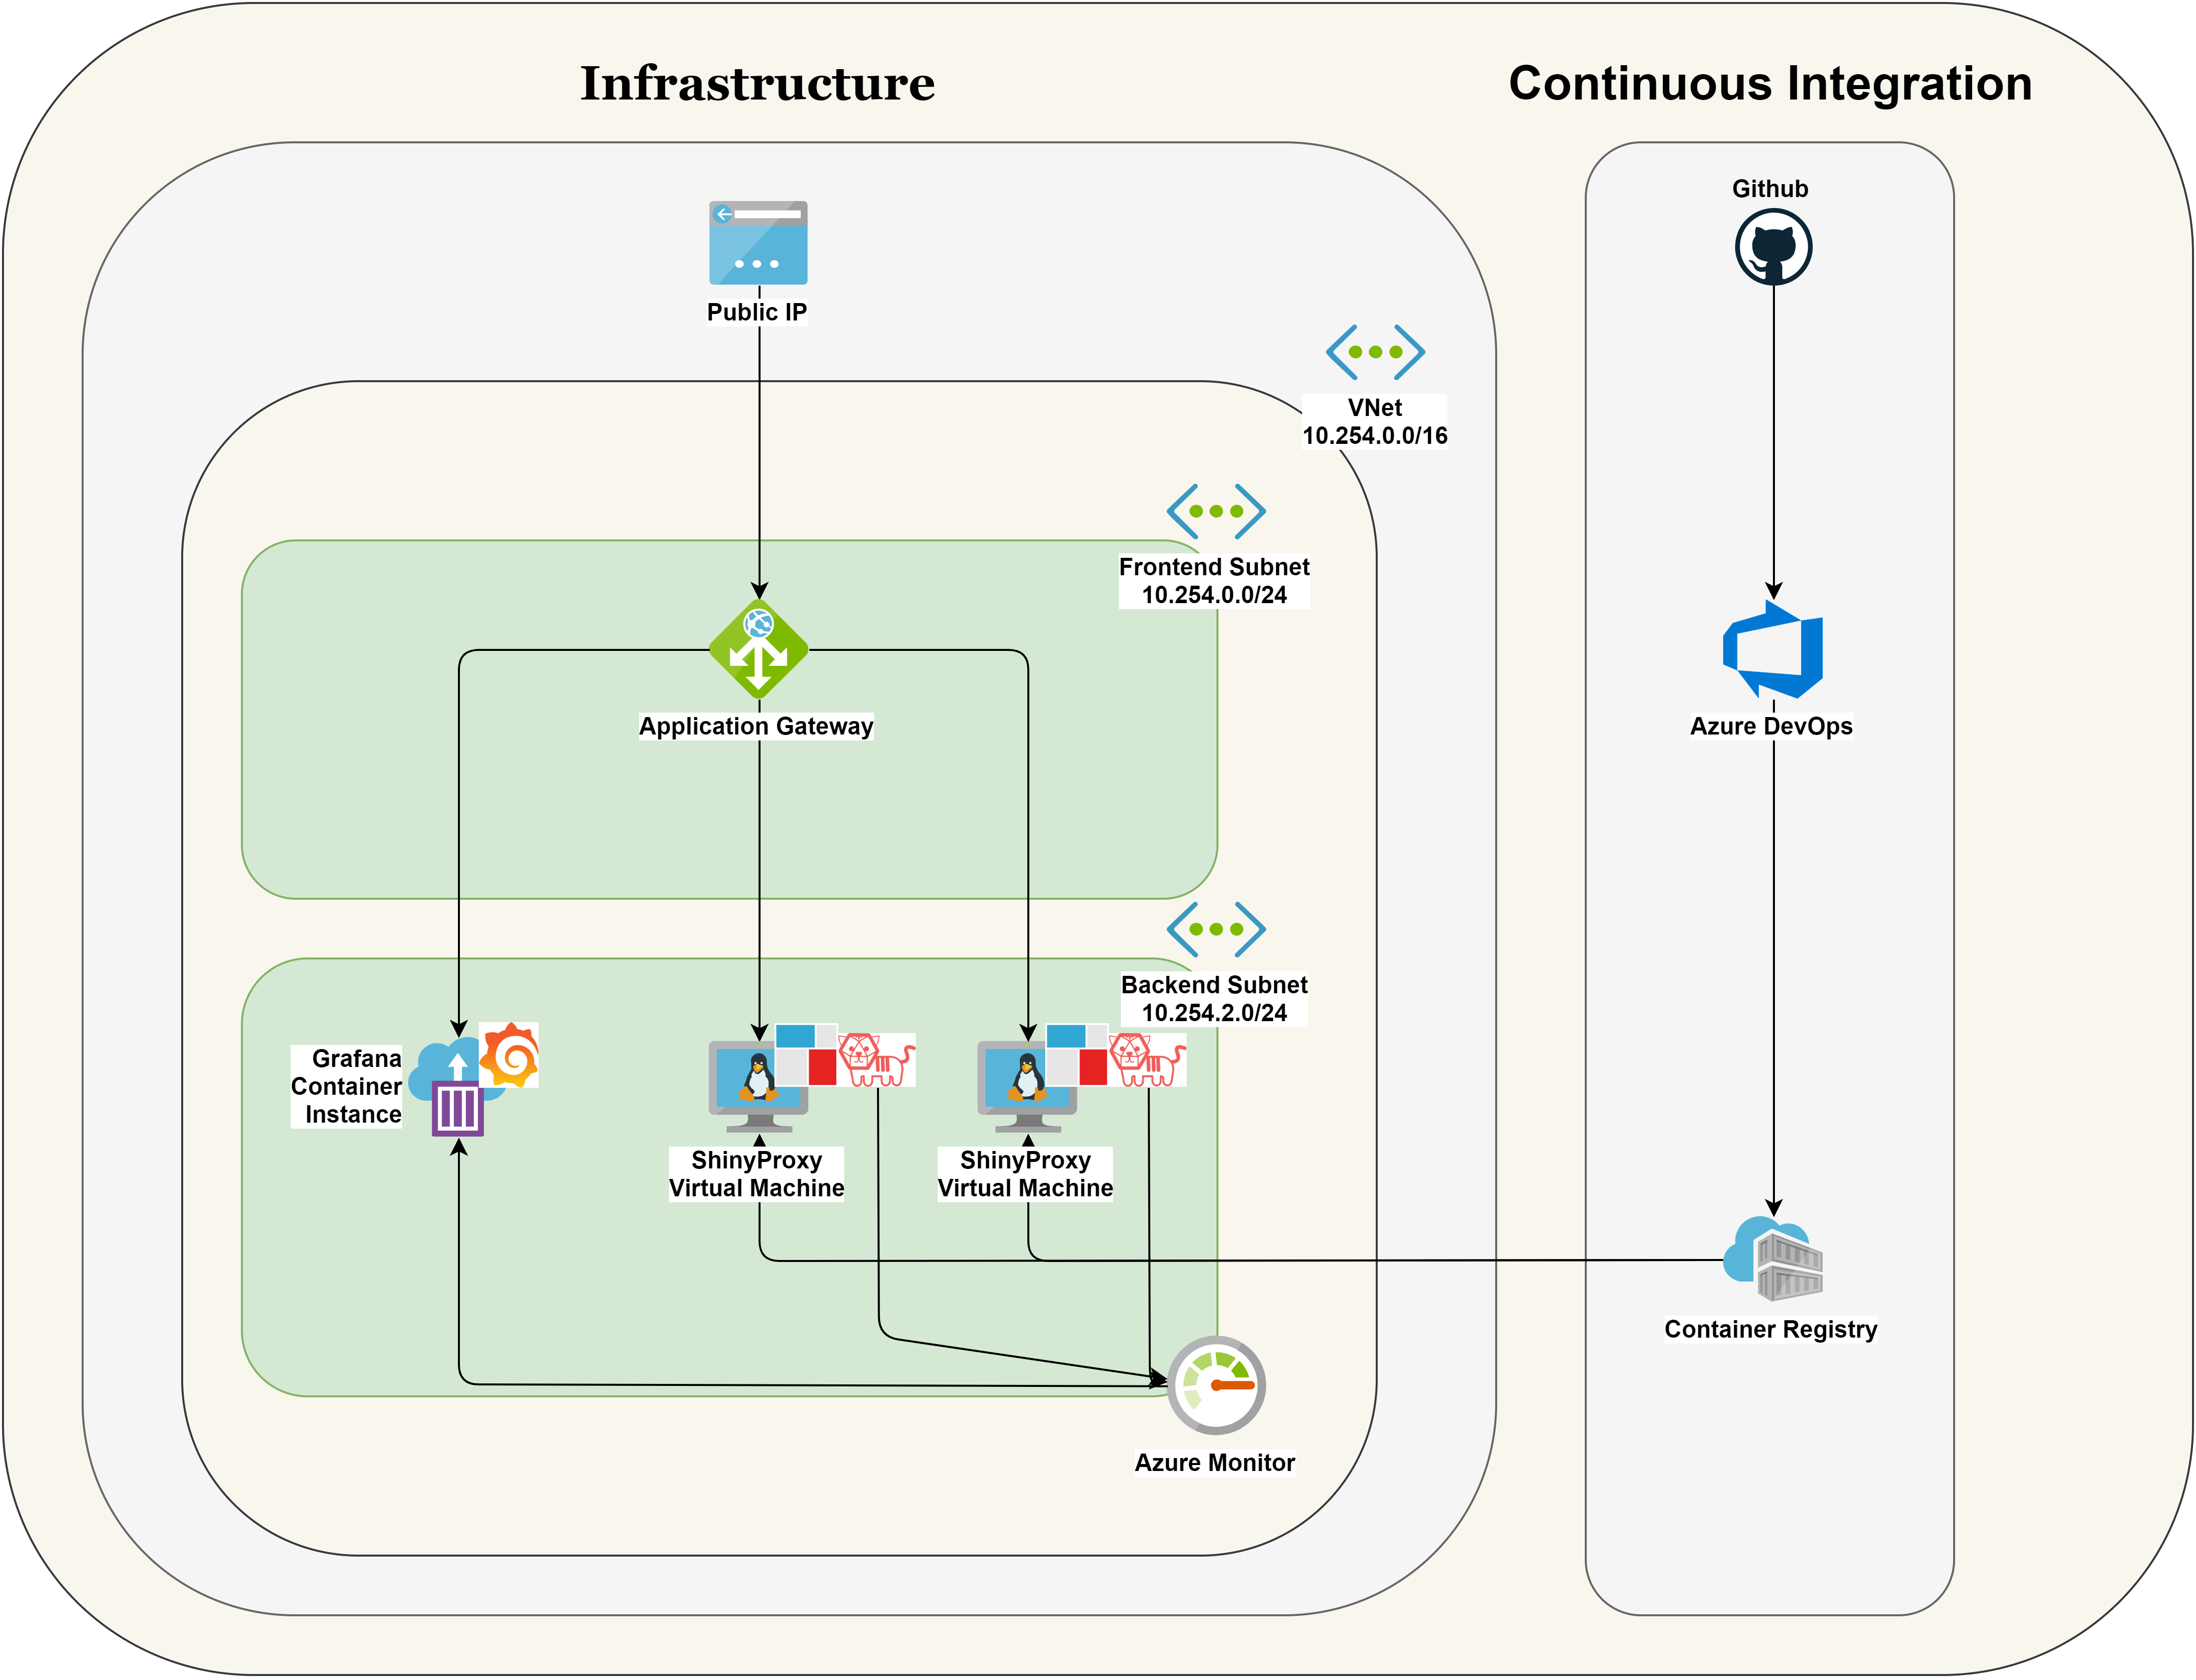 Infrastructure
Continuous Integration
Github
Public IP
VNet
10.254.0.0/16
Frontend Subnet
10.254.0.0/24
Application Gateway
Azure DevOps
Backend Subnet
10.254.2.0/24
Grafana
Container
Instance
ShinyProxy
Virtual Machine
ShinyProxy
Virtual Machine
Container Registry
Azure Monitor